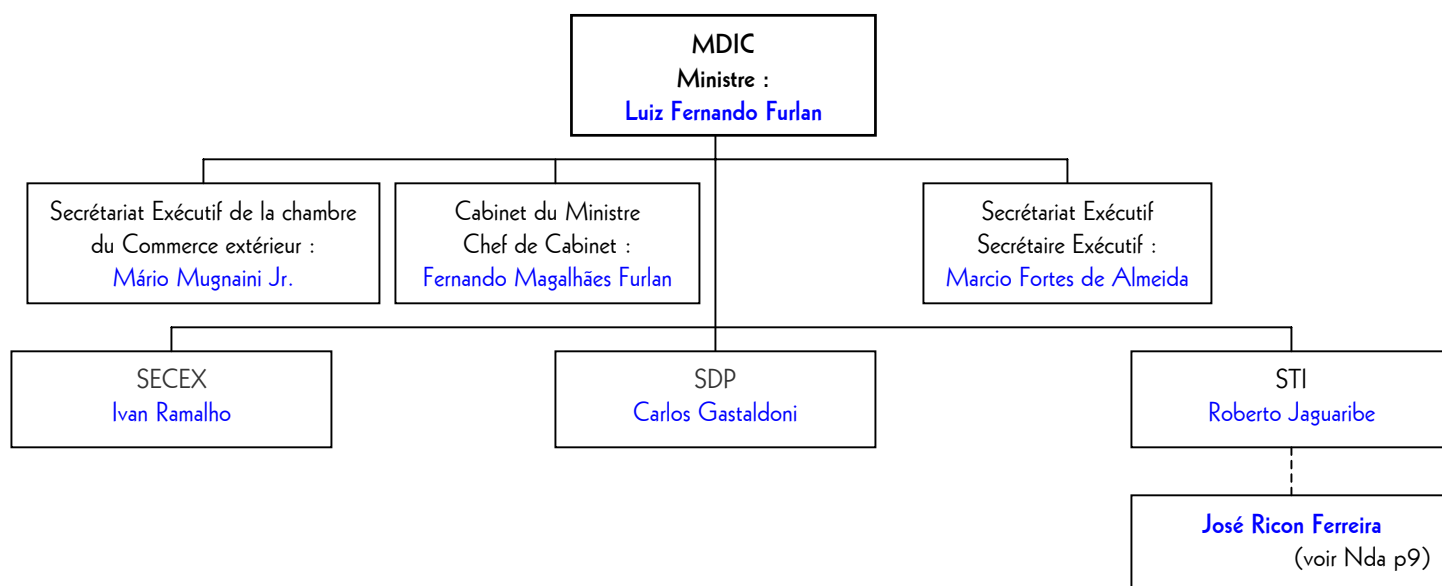 MDIC
Ministre :
Luiz Fernando Furlan
Secrétariat Exécutif de la chambre
du Commerce extérieur :
Mário Mugnaini Jr.
Cabinet du Ministre
Chef de Cabinet :
Fernando Magalhães Furlan
Secrétariat Exécutif
Secrétaire Exécutif :
Marcio Fortes de Almeida
SECEX
Ivan Ramalho
SDP
Carlos Gastaldoni
STI
Roberto Jaguaribe
José Ricon Ferreira
(voir Nda p9)